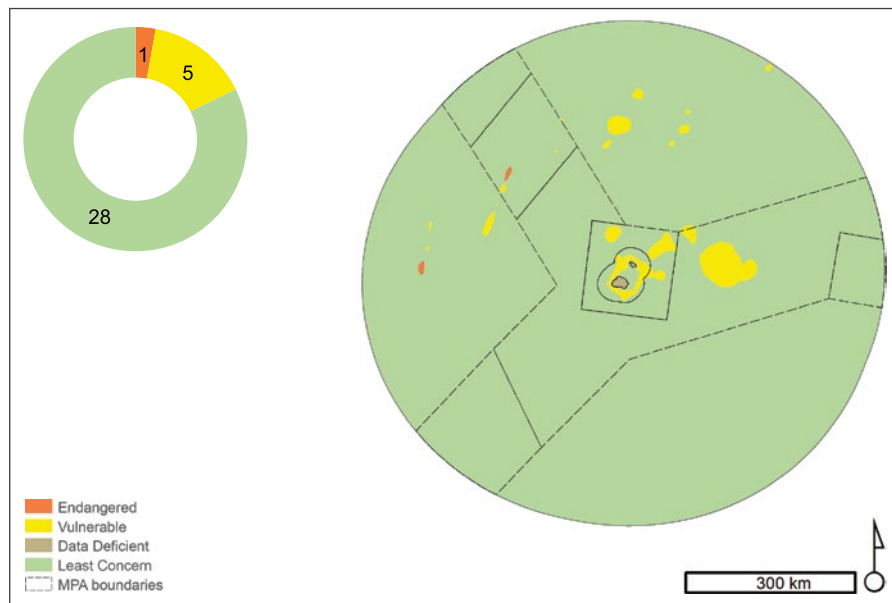 1
5
28
Endangered
Vulnerable
Data Deficient
Least Concern
MPA boundaries
300 km